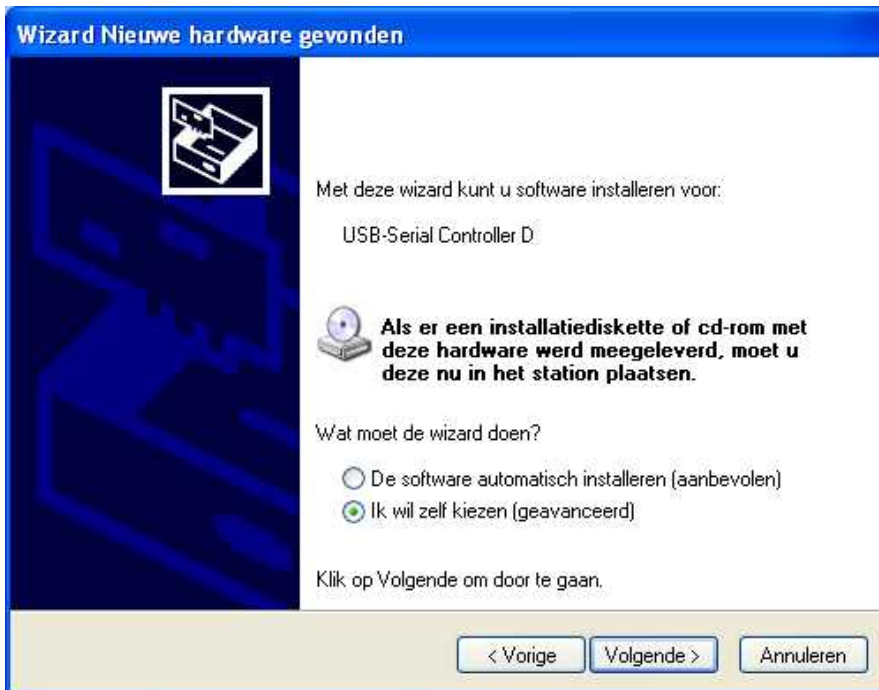 Wizard Nieuwe hardware gevonden
Met deze wizard kunt u software installeren voor:
USB-Serial Controller D
Als er een installatiediskette of cd-rom met
deze hardware werd meegeleverd, moet u
deze nu in het station plaatsen.
Wat moet de wizard doen?
De software automatisch installeren (aanbevolen)
Ik wil zelf kiezen (geavanceerd)
Klik op Volgende om door te gaan.
< Vorige Volgende > Annuleren